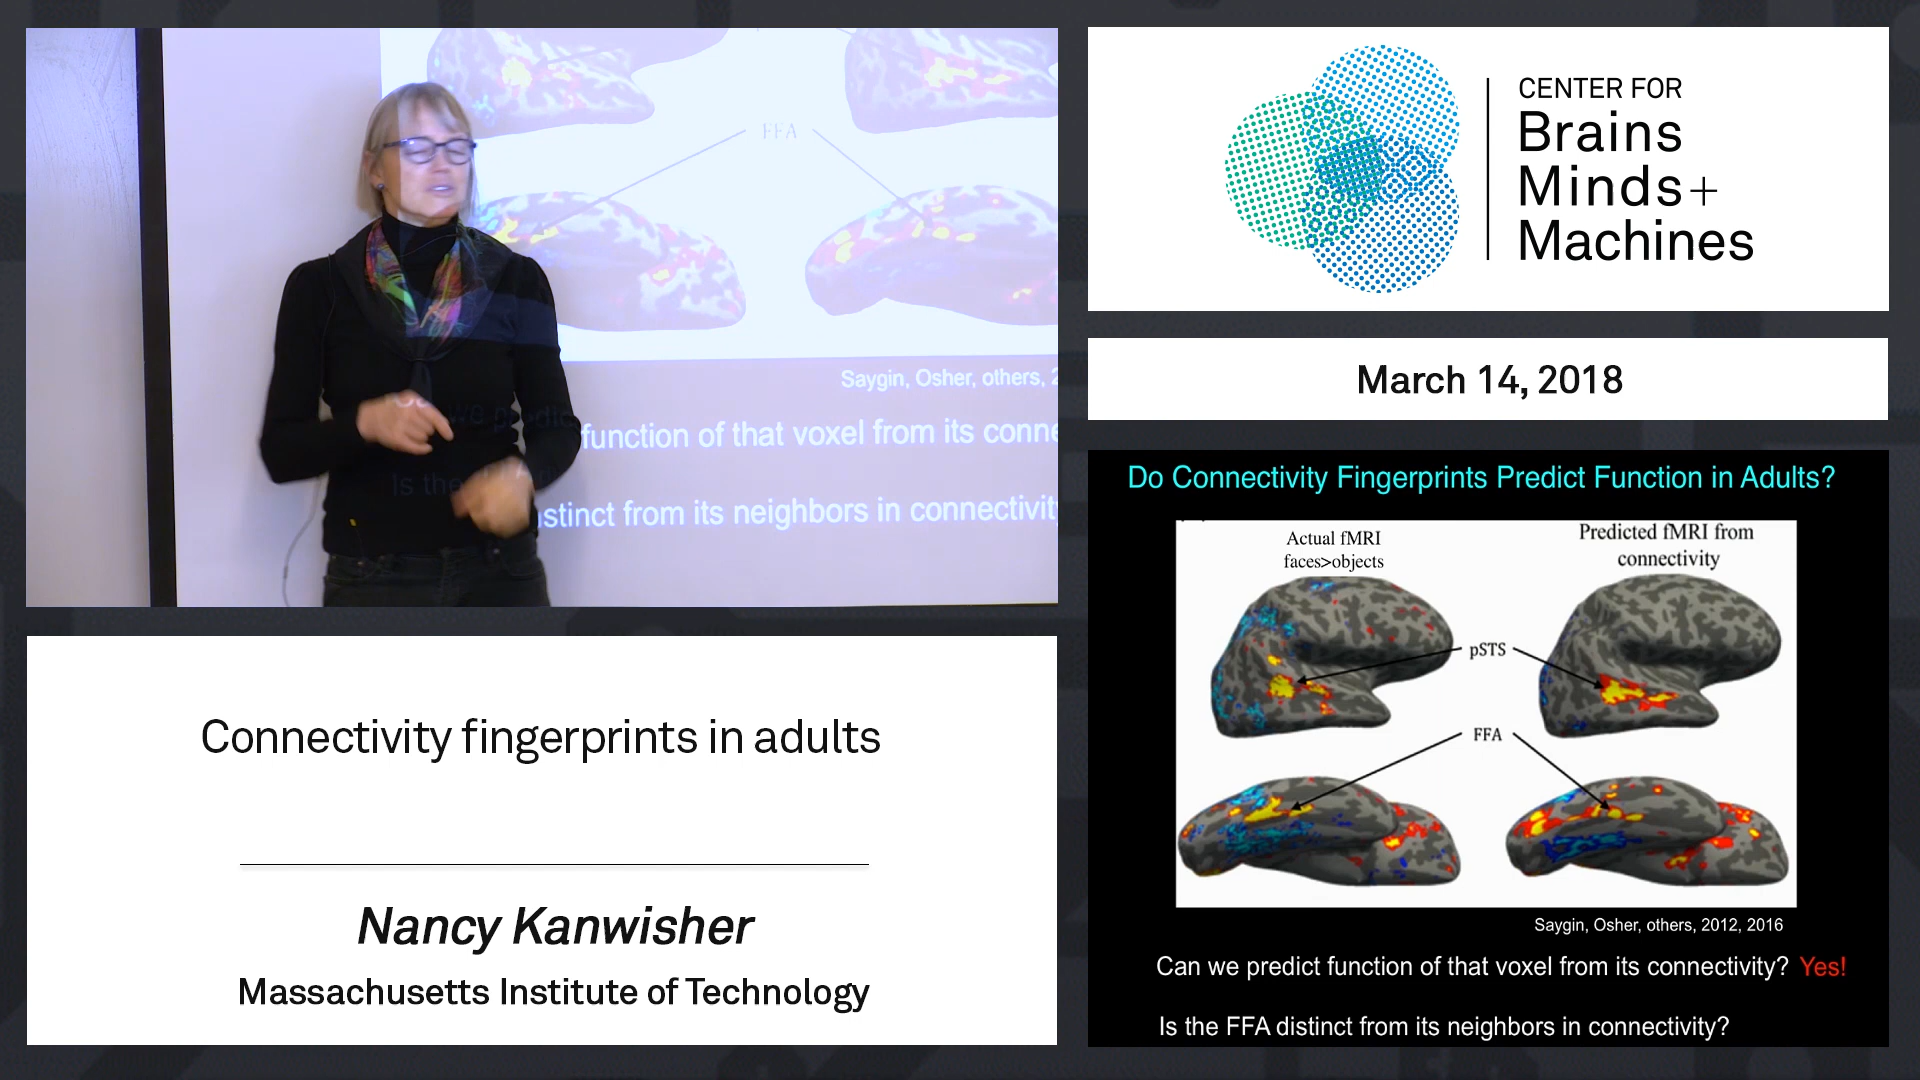 FFA
Saygin, Osher, others, 2
function of that voxel from its conne
Is the
istinct from its neighbors in connectivity
CENTER FOR
Brains
Minds+
Machines
March 14, 2018
Connectivity fingerprints in adults
Nancy Kanwisher
Massachusetts Institute of Technology
Do Connectivity Fingerprints Predict Function in Adults?
Actual fMRI
faces>objects
Predicted fMRI from
connectivity
pSTS
FFA
Saygin, Osher, others, 2012, 2016
Can we predict function of that voxel from its connectivity? Yes!
Is the FFA distinct from its neighbors in connectivity?